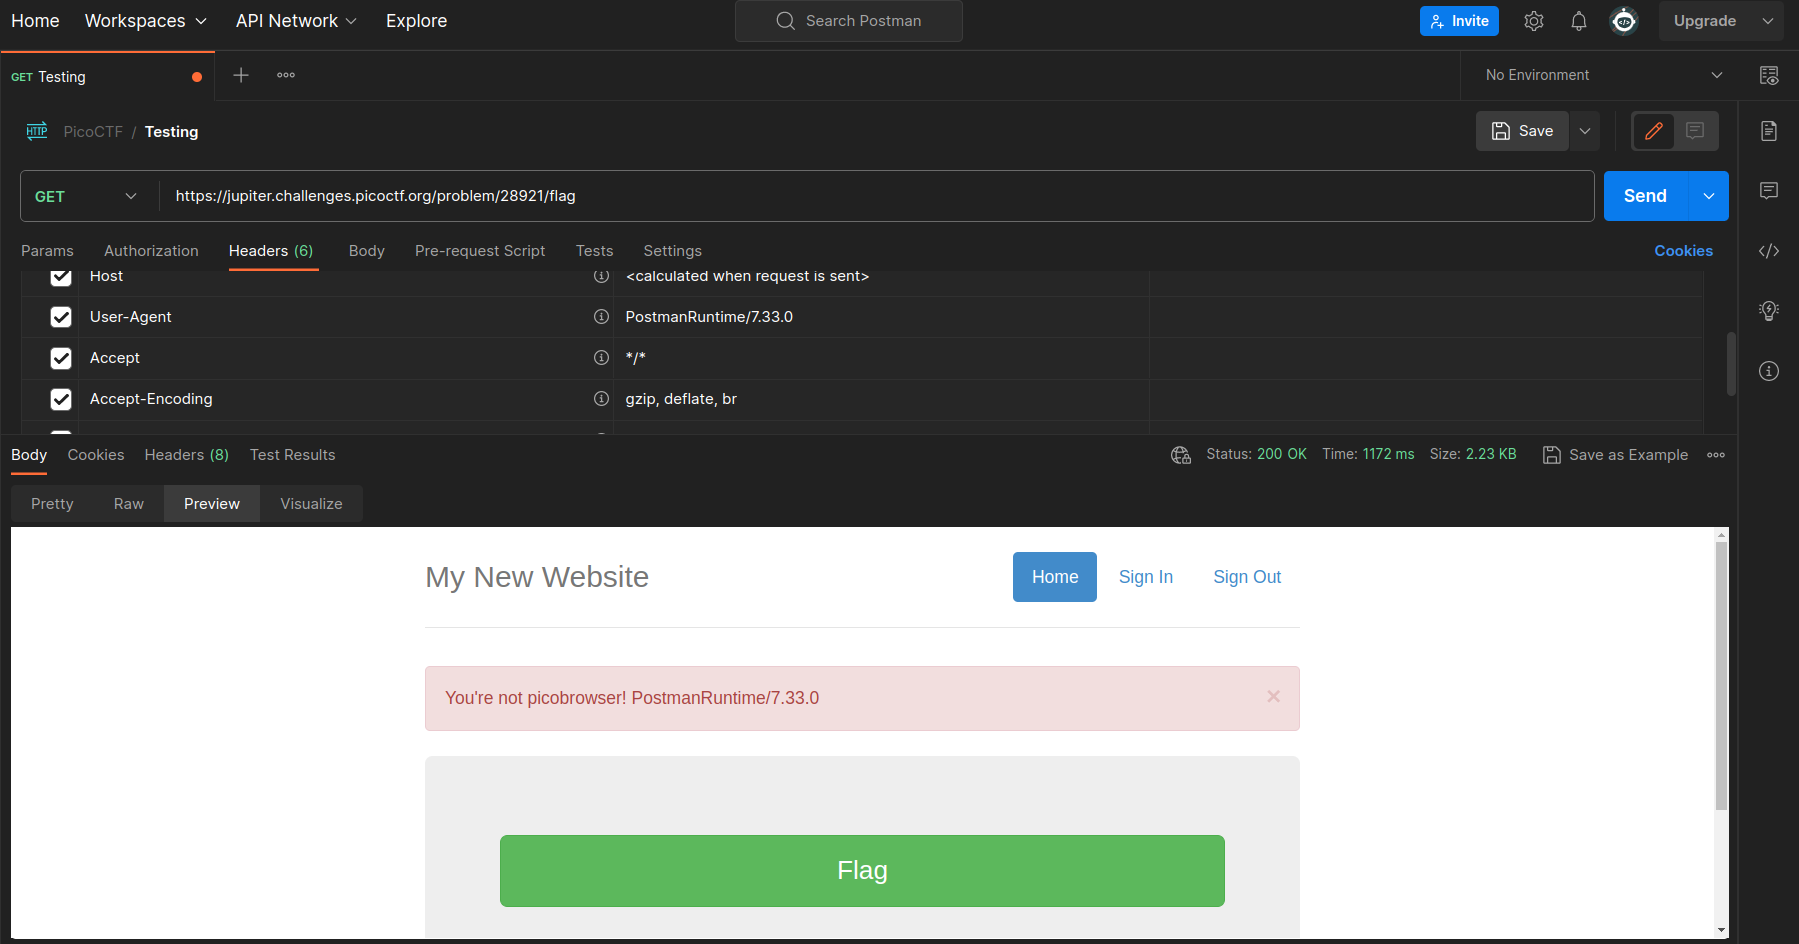 Home Workspaces API Network Explore Search Postman Invite Upgrade
GET Testing No Environment
HTTP PicoCTF / Testing Save
GET https://jupiter.challenges.picoctf.org/problem/28921/flag Send
Params Authorization Headers (6) Body Pre-request Script Tests Settings Cookies
Host <calculated when request is sent>
User-Agent PostmanRuntime/7.33.0
Accept */*
Accept-Encoding gzip, deflate, br
Body Cookies Headers (8) Test Results Status: 200 OK Time: 1172 ms Size: 2.23 KB Save as Example
Pretty Raw Preview Visualize
My New Website Home Sign In Sign Out
You're not picobrowser! PostmanRuntime/7.33.0 ×
Flag